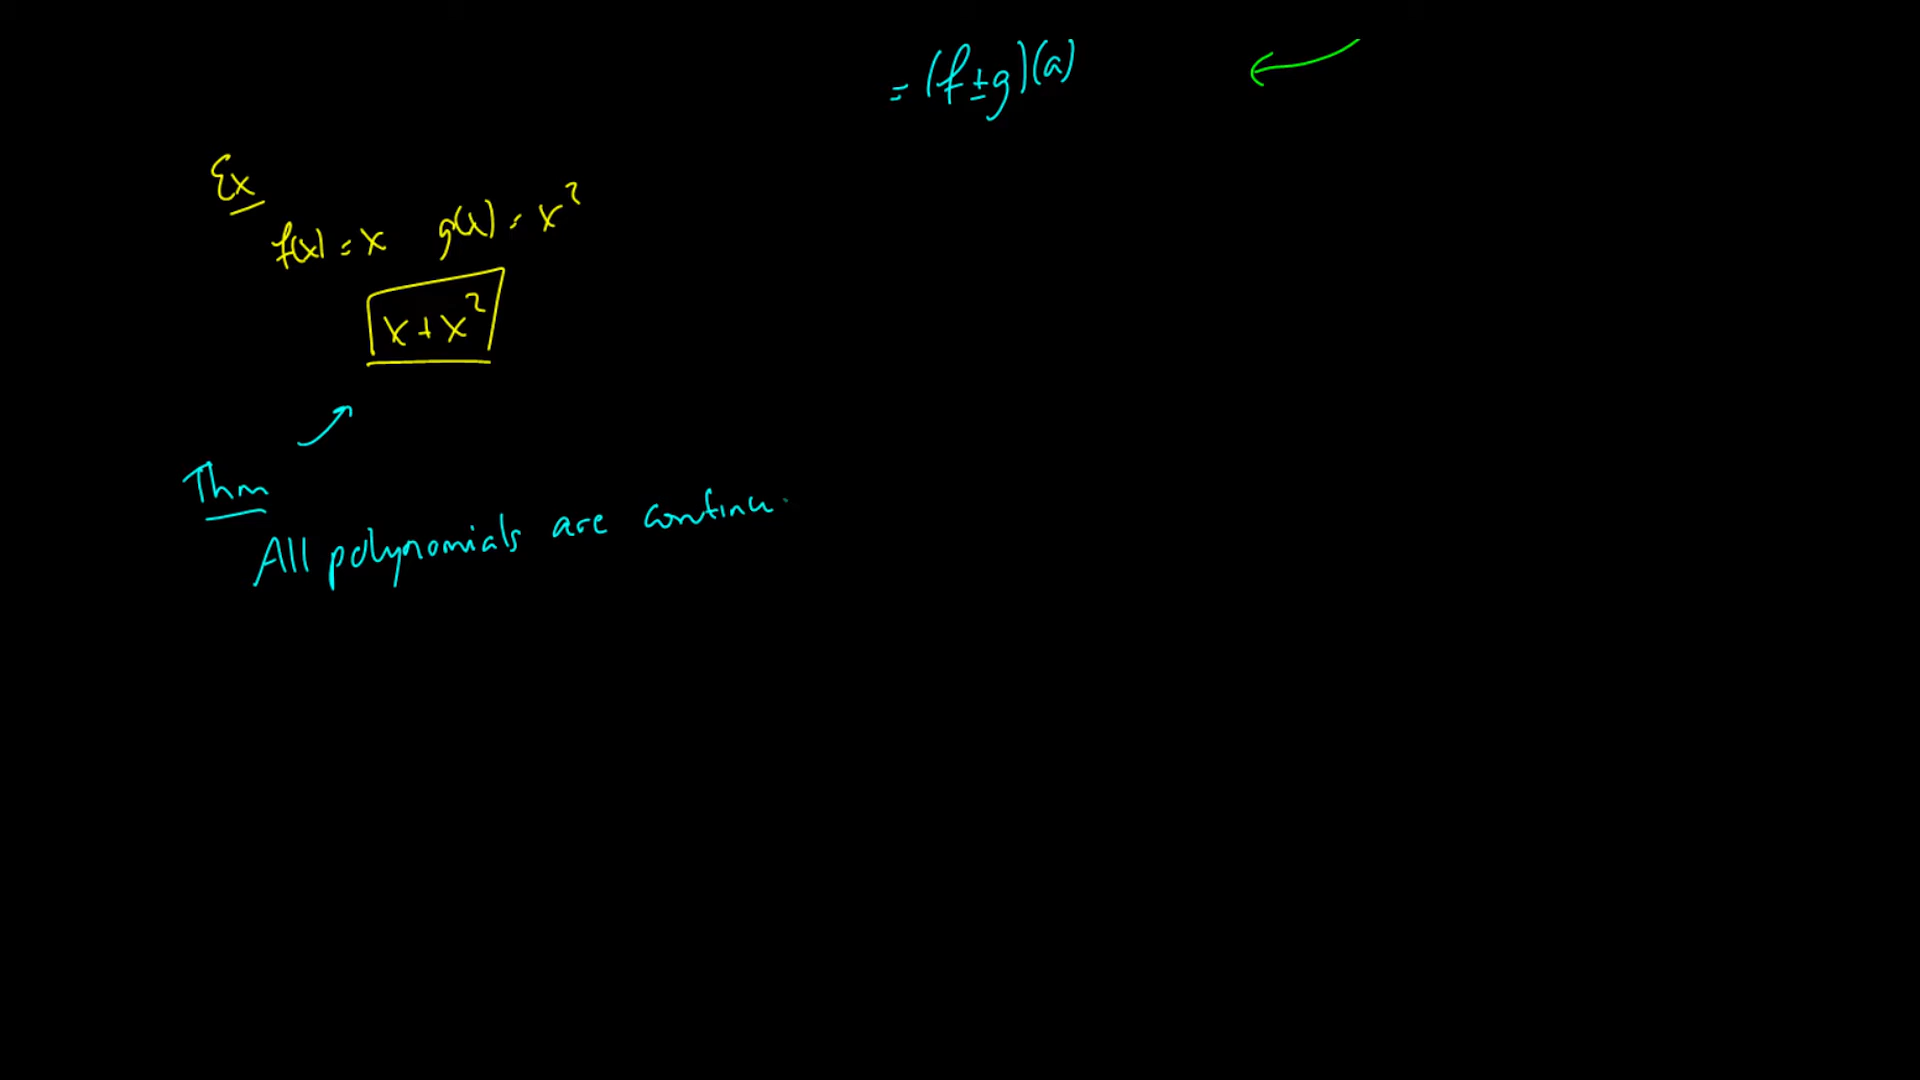 = (f±g)(a)
Ex
f(x) = x g(x) = x²
x + x²
Thm
All polynomials are continu